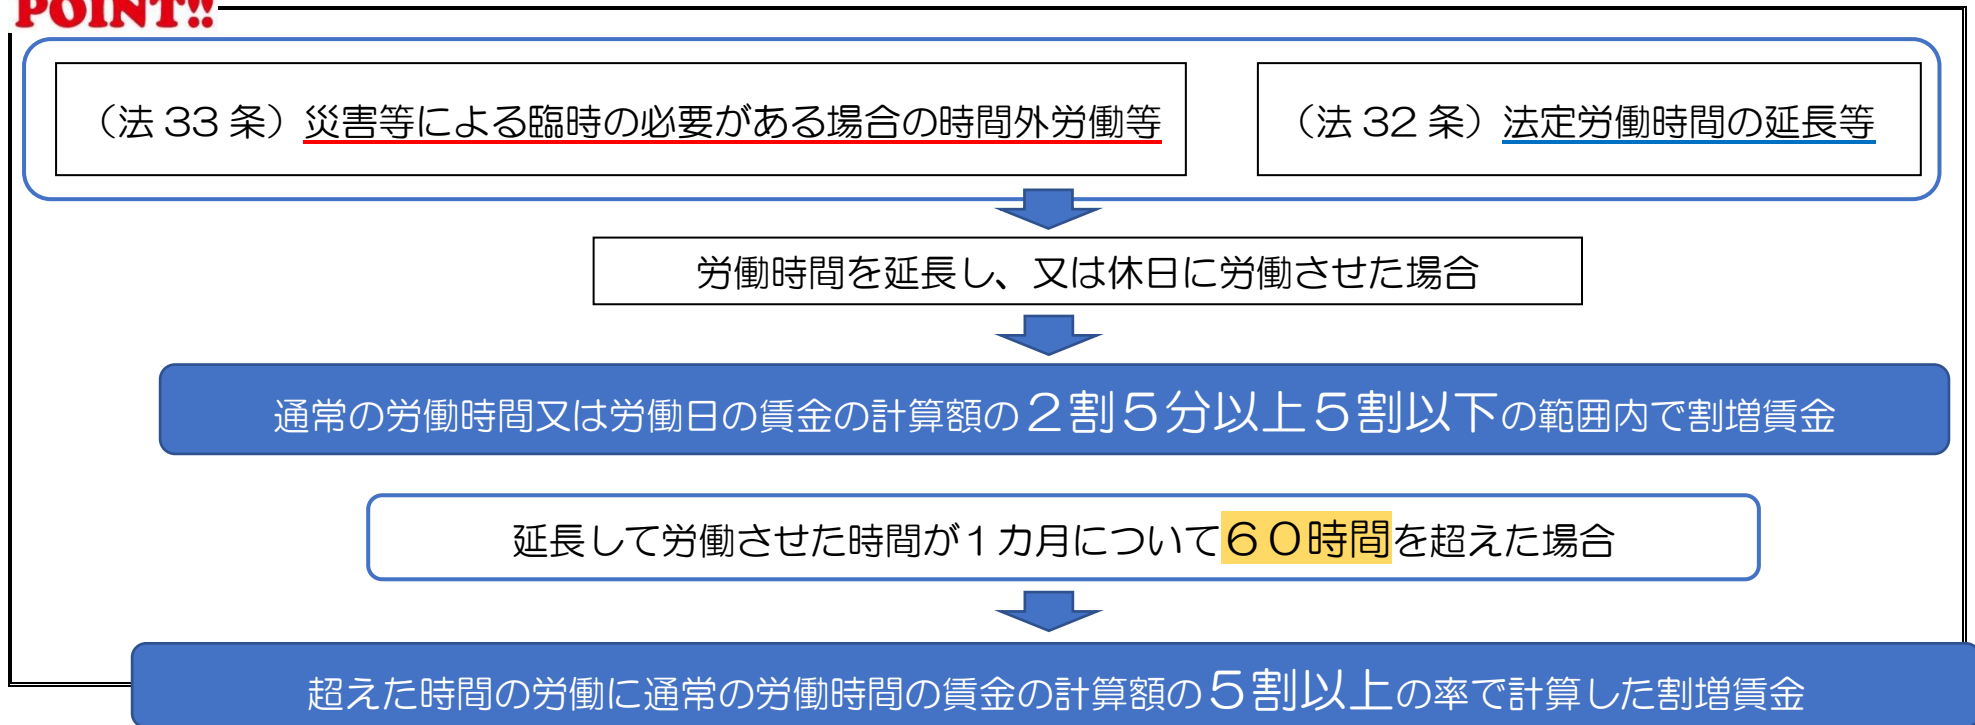 POINT!!
（法 33 条）災害等による臨時の必要がある場合の時間外労働等
（法 32 条）法定労働時間の延長等
労働時間を延長し、又は休日に労働させた場合
通常の労働時間又は労働日の賃金の計算額の２割５分以上５割以下の範囲内で割増賃金
延長して労働させた時間が１カ月について６０時間を超えた場合
超えた時間の労働に通常の労働時間の賃金の計算額の５割以上の率で計算した割増賃金